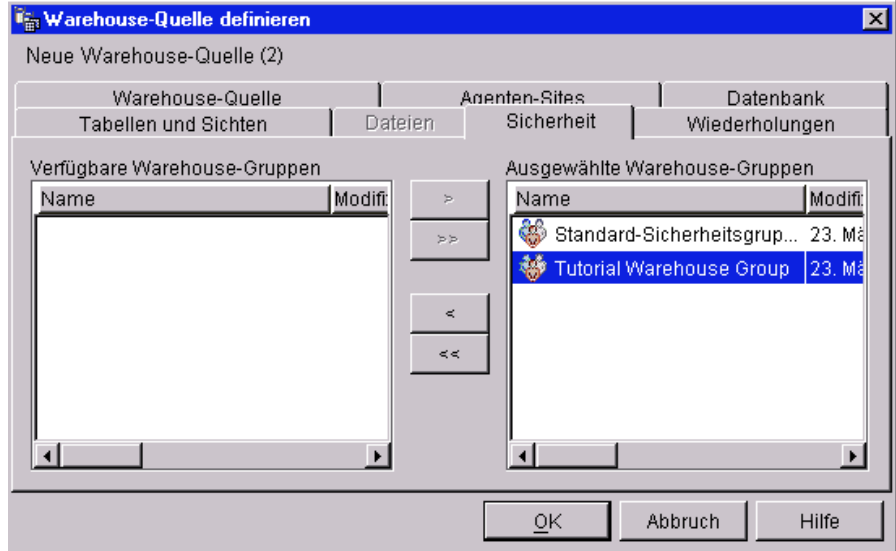 Warehouse-Quelle definieren
Neue Warehouse-Quelle (2)
Warehouse-Quelle Agenten-Sites Datenbank
Tabellen und Sichten Dateien Sicherheit Wiederholungen
Verfügbare Warehouse-Gruppen Ausgewählte Warehouse-Gruppen
Name Modifi Name Modifi
> Standard-Sicherheitsgrup... 23. Mä
>> Tutorial Warehouse Group 23. Mä
<
<<
OK Abbruch Hilfe